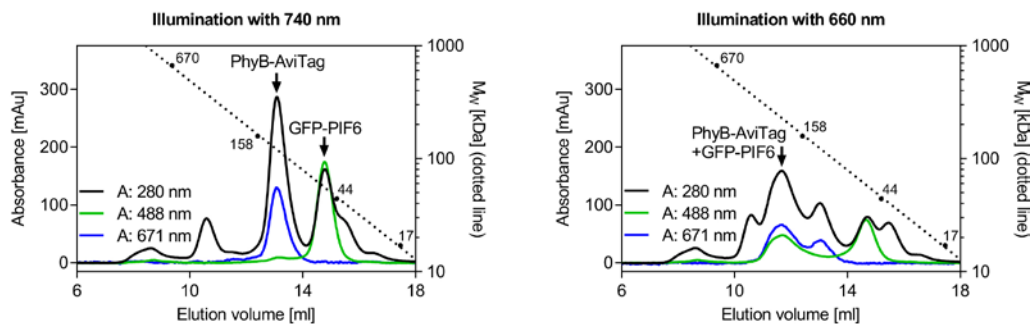 Illumination with 740 nm
Absorbance [mAu]
300
200
100
0
670
PhyB-AviTag
GFP-PIF6
158
44
17
A: 280 nm
A: 488 nm
A: 671 nm
1000
100
10
MW [kDa] (dotted line)
6
10
14
18
Elution volume [ml]
Illumination with 660 nm
Absorbance [mAu]
300
200
100
0
670
158
PhyB-AviTag
+GFP-PIF6
44
17
A: 280 nm
A: 488 nm
A: 671 nm
1000
100
10
MW [kDa] (dotted line)
6
10
14
18
Elution volume [ml]